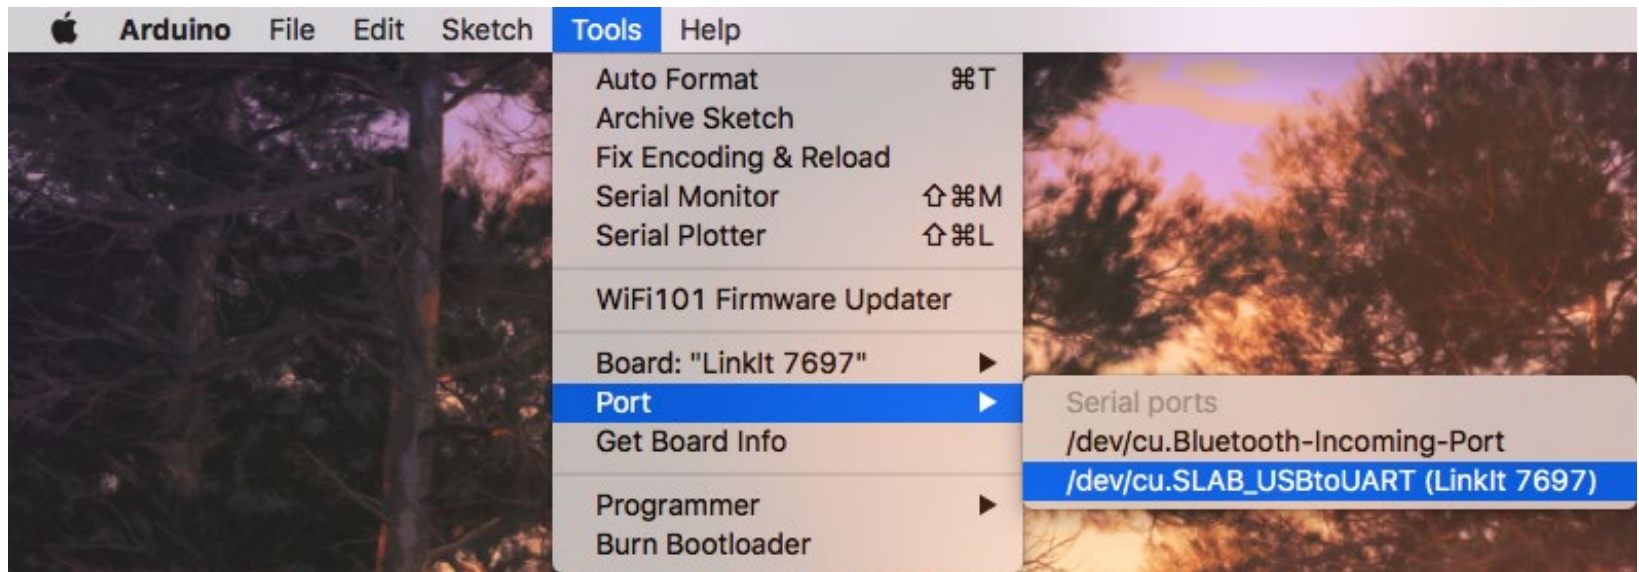 Arduino File Edit Sketch Tools Help
Auto Format ⌘T
Archive Sketch
Fix Encoding & Reload
Serial Monitor ⇧⌘M
Serial Plotter ⇧⌘L
WiFi101 Firmware Updater
Board: "LinkIt 7697" ▶
Port ▶
Serial ports
/dev/cu.Bluetooth-Incoming-Port
/dev/cu.SLAB_USBtoUART (LinkIt 7697)
Get Board Info
Programmer ▶
Burn Bootloader